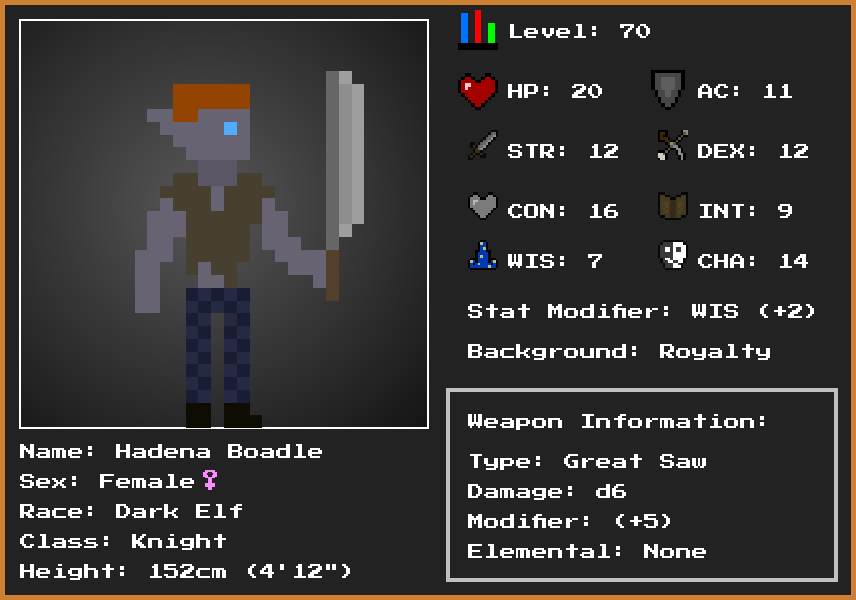 Level: 70
HP: 20 AC: 11
STR: 12 DEX: 12
CON: 16 INT: 9
WIS: 7 CHA: 14
Stat Modifier: WIS (+2)
Background: Royalty
Weapon Information:
Type: Great Saw
Damage: d6
Modifier: (+5)
Elemental: None
Name: Hadena Boadle
Sex: Female♀
Race: Dark Elf
Class: Knight
Height: 152cm (4'12")